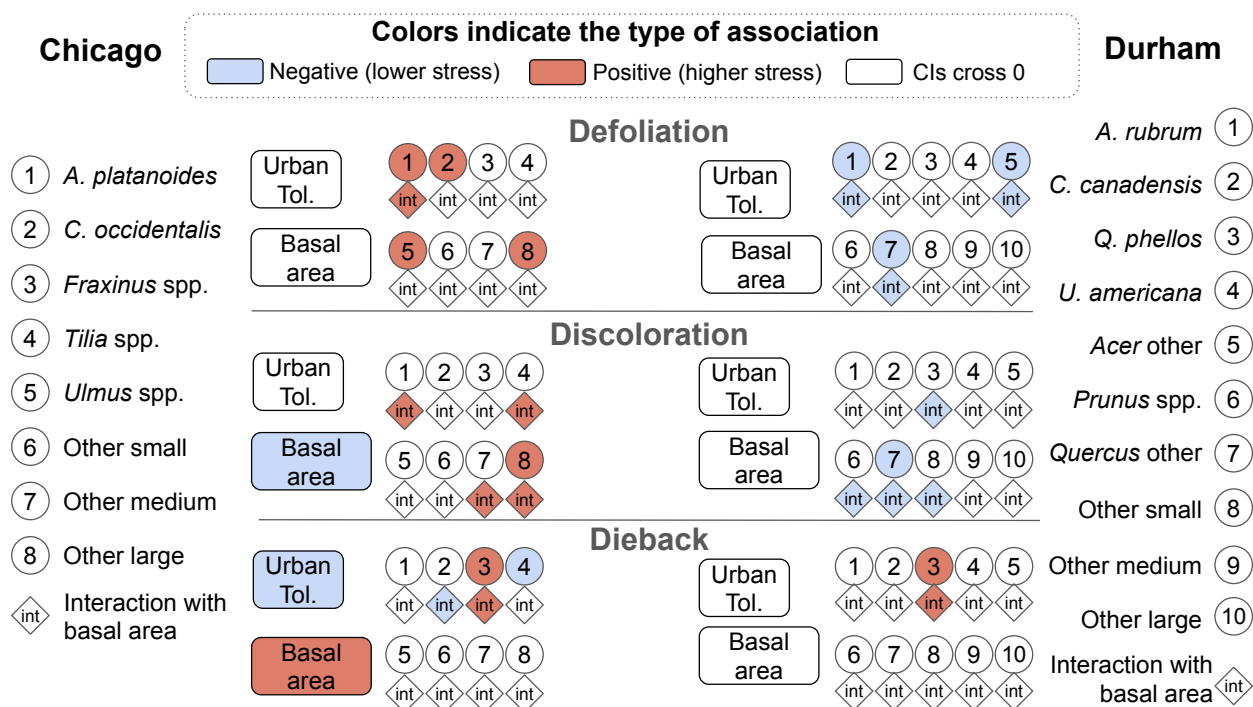 Chicago
Colors indicate the type of association
Durham
Negative (lower stress) Positive (higher stress) CIs cross 0
1 A. platanoides
2 C. occidentalis
3 Fraxinus spp.
4 Tilia spp.
5 Ulmus spp.
6 Other small
7 Other medium
8 Other large
int Interaction with
basal area
Defoliation
Urban
Tol.
1 2 3 4
int int int int
Basal
area
5 6 7 8
int int int int
Urban
Tol.
1 2 3 4 5
int int int int int
Basal
area
6 7 8 9 10
int int int int int
Discoloration
Urban
Tol.
1 2 3 4
int int int int
Basal
area
5 6 7 8
int int int int
Urban
Tol.
1 2 3 4 5
int int int int int
Basal
area
6 7 8 9 10
int int int int int
Dieback
Urban
Tol.
1 2 3 4
int int int int
Basal
area
5 6 7 8
int int int int
Urban
Tol.
1 2 3 4 5
int int int int int
Basal
area
6 7 8 9 10
int int int int int
A. rubrum 1
C. canadensis 2
Q. phellos 3
U. americana 4
Acer other 5
Prunus spp. 6
Quercus other 7
Other small 8
Other medium 9
Other large 10
Interaction with
basal area int